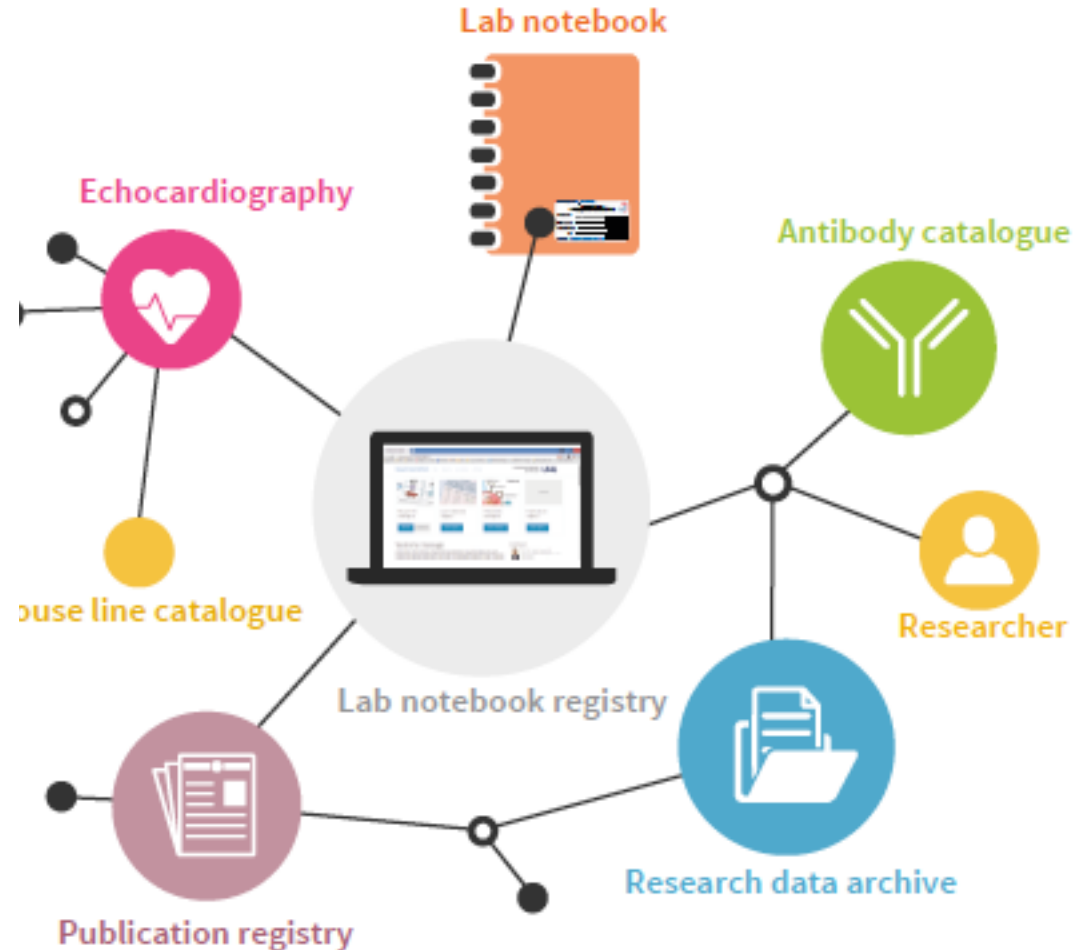 Lab notebook
Echocardiography
Antibody catalogue
ouse line catalogue
Researcher
Lab notebook registry
Research data archive
Publication registry